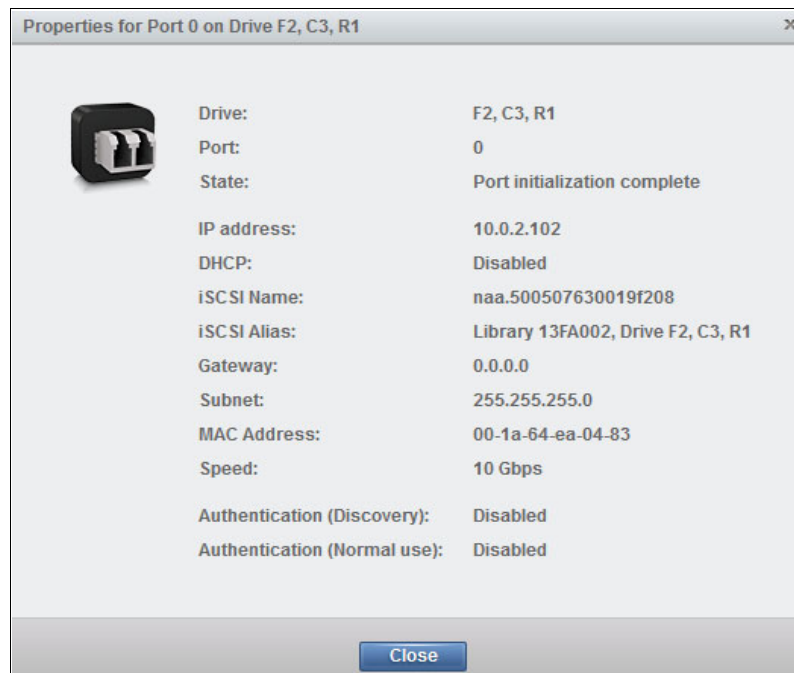 Properties for Port 0 on Drive F2, C3, R1 x
Drive: F2, C3, R1
Port: 0
State: Port initialization complete
IP address: 10.0.2.102
DHCP: Disabled
iSCSI Name: naa.500507630019f208
iSCSI Alias: Library 13FA002, Drive F2, C3, R1
Gateway: 0.0.0.0
Subnet: 255.255.255.0
MAC Address: 00-1a-64-ea-04-83
Speed: 10 Gbps
Authentication (Discovery): Disabled
Authentication (Normal use): Disabled
Close